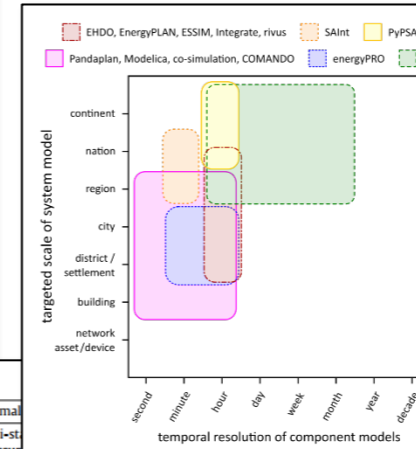 EHDO, EnergyPLAN, ESSIM, Integrate, rivus SAInt PyPSA
Pandaplan, Modelica, co-simulation, COMANDO energyPRO
targeted scale of system model
continent
nation
region
city
district /
settlement
building
network
asset/device
second minute hour day week month year decade
temporal resolution of component models